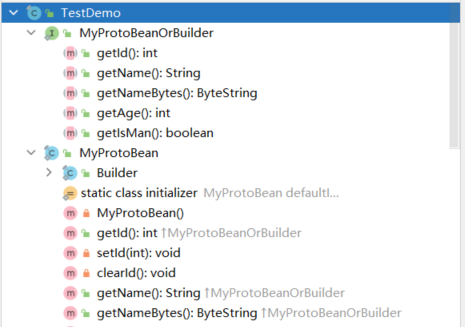 TestDemo
MyProtoBeanOrBuilder
getId(): int
getName(): String
getNameBytes(): ByteString
getAge(): int
getIsMan(): boolean
MyProtoBean
Builder
static class initializer MyProtoBean defaultI...
MyProtoBean()
getId(): int ↑MyProtoBeanOrBuilder
setId(int): void
clearId(): void
getName(): String ↑MyProtoBeanOrBuilder
getNameBytes(): ByteString ↑MyProtoBeanOrBuilder